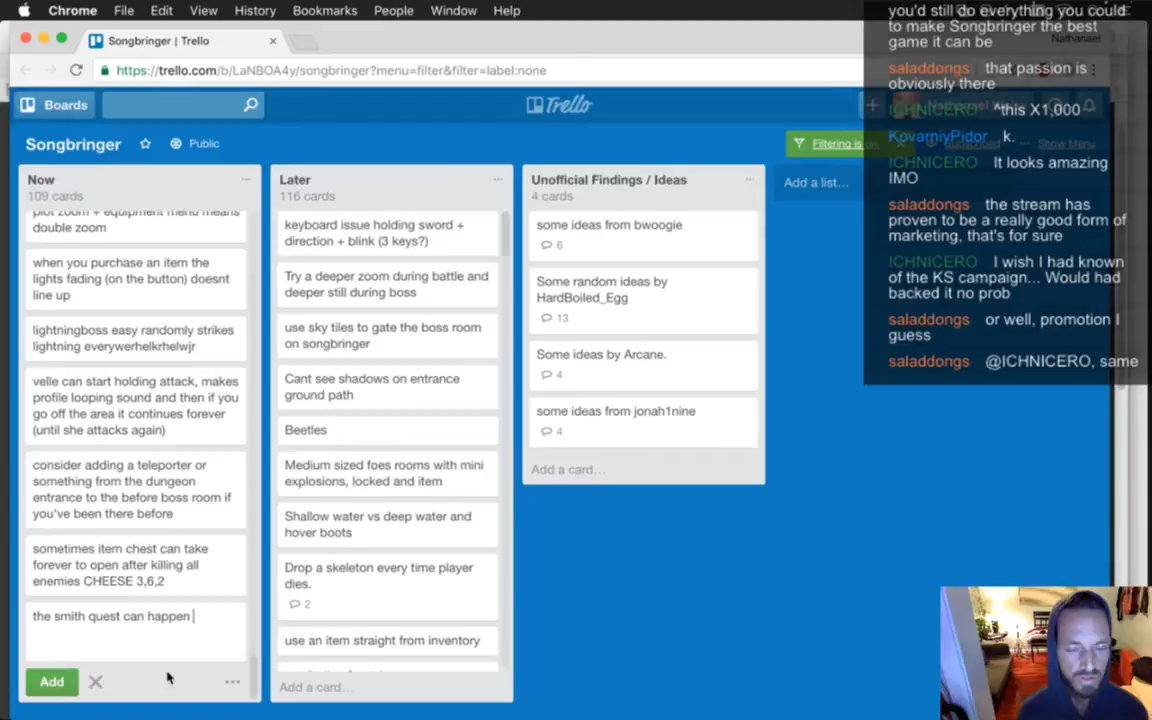 Chrome File Edit View History Bookmarks People Window Help
Songbringer | Trello
https://trello.com/b/LaNBOA4y/songbringer?menu=filter&filter=label:none
Boards
Trello
Songbringer
Public
Filtering is on.
Subscribed
Show Menu
Now
109 cards
plot zoom + equipment menu means
double zoom
when you purchase an item the
lights fading (on the button) doesnt
line up
lightningboss easy randomly strikes
lightning everywerhelkrhelwjr
velle can start holding attack, makes
profile looping sound and then if you
go off the area it continues forever
(until she attacks again)
consider adding a teleporter or
something from the dungeon
entrance to the before boss room if
you've been there before
sometimes item chest can take
forever to open after killing all
enemies CHEESE 3,6,2
the smith quest can happen
Add
Later
116 cards
keyboard issue holding sword +
direction + blink (3 keys?)
Try a deeper zoom during battle and
deeper still during boss
use sky tiles to gate the boss room
on songbringer
Cant see shadows on entrance
ground path
Beetles
Medium sized foes rooms with mini
explosions, locked and item
Shallow water vs deep water and
hover boots
Drop a skeleton every time player
dies.
2
use an item straight from inventory
Add a card...
Unofficial Findings / Ideas
4 cards
some ideas from bwoogie
6
Some random ideas by
HardBoiled_Egg
13
Some ideas by Arcane.
4
some ideas from jonah1nine
4
Add a card...
Add a list...
you'd still do everything you could
to make Songbringer the best
game it can be
saladdongs that passion is
obviously there
ICHNICERO ^this X1,000
KovarniyPidor k.
ICHNICERO It looks amazing
IMO
saladdongs the stream has
proven to be a really good form of
marketing, that's for sure
ICHNICERO I wish I had known
of the KS campaign... Would had
backed it no prob
saladdongs or well, promotion I
guess
saladdongs @ICHNICERO, same